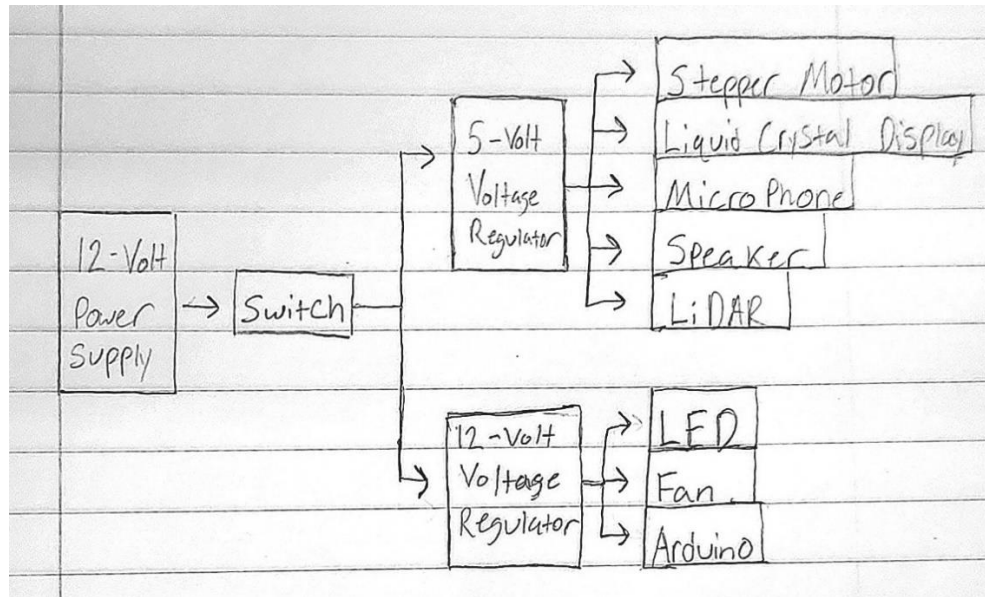 12-Volt
Power
Supply
Switch
5-Volt
Voltage
Regulator
Stepper Motor
Liquid Crystal Display
MicroPhone
Speaker
LiDAR
12-Volt
Voltage
Regulator
LED
Fan
Arduino